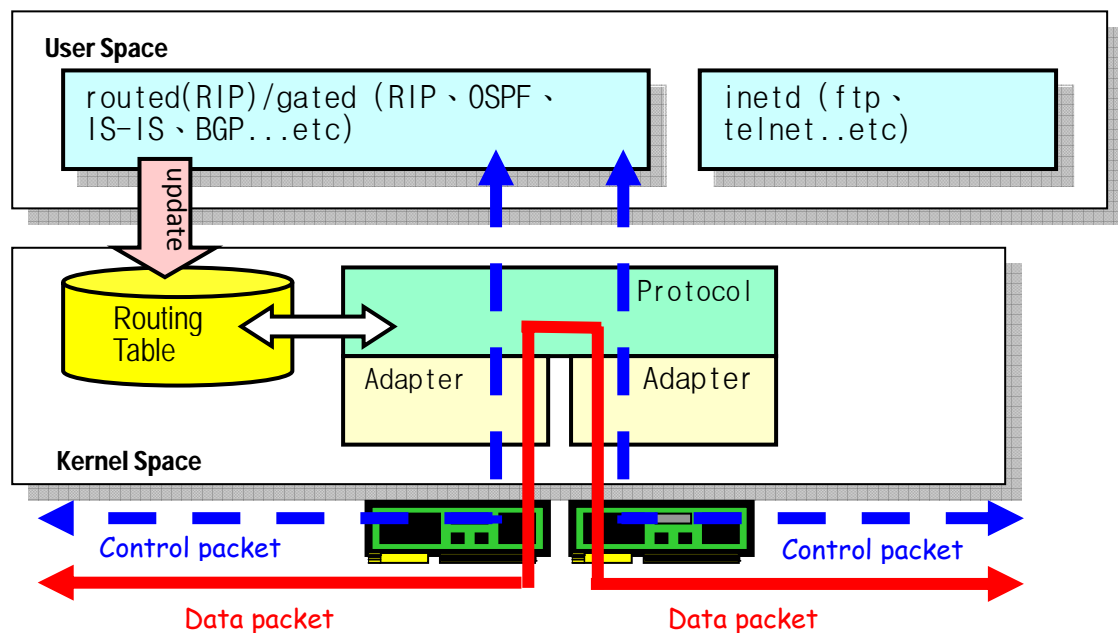 User Space
routed(RIP)/gated (RIP、OSPF、
IS-IS、BGP...etc)
inetd (ftp、
telnet..etc)
update
Routing
Table
Protocol
Adapter
Adapter
Kernel Space
Control packet
Control packet
Data packet
Data packet